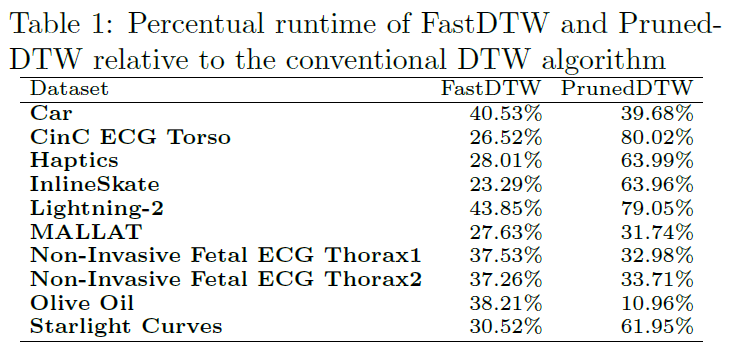 Table 1: Percentual runtime of FastDTW and Pruned-
DTW relative to the conventional DTW algorithm
Dataset FastDTW PrunedDTW
Car 40.53% 39.68%
CinC ECG Torso 26.52% 80.02%
Haptics 28.01% 63.99%
InlineSkate 23.29% 63.96%
Lightning-2 43.85% 79.05%
MALLAT 27.63% 31.74%
Non-Invasive Fetal ECG Thorax1 37.53% 32.98%
Non-Invasive Fetal ECG Thorax2 37.26% 33.71%
Olive Oil 38.21% 10.96%
Starlight Curves 30.52% 61.95%